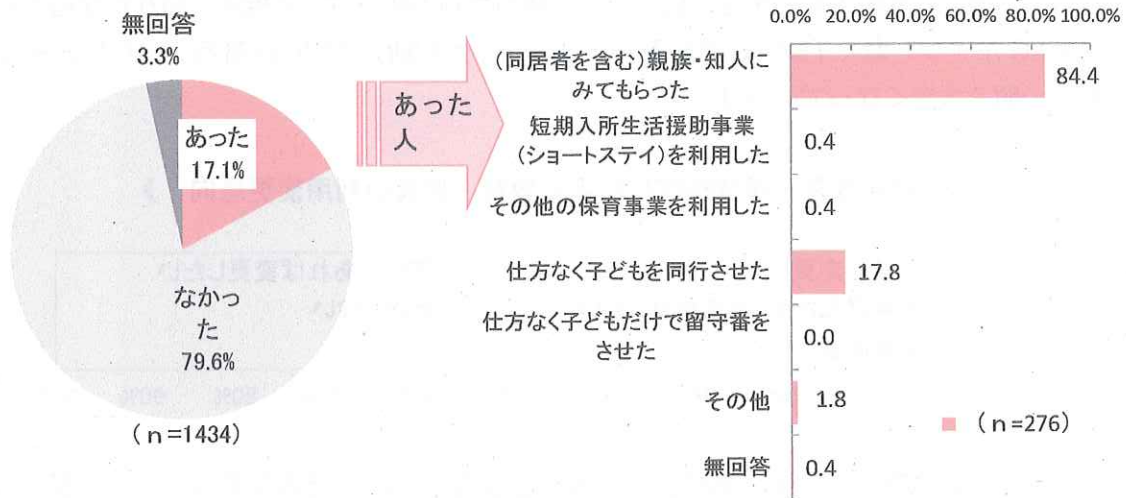 無回答
3.3%
あった
17.1%
なかっ
た
79.6%
(n=1434)
あった
人
0.0% 20.0% 40.0% 60.0% 80.0% 100.0%
(同居者を含む)親族・知人に
みてもらった
84.4
短期入所生活援助事業
(ショートステイ)を利用した
0.4
その他の保育事業を利用した
0.4
仕方なく子どもを同行させた
17.8
仕方なく子どもだけで留守番を
させた
0.0
その他
1.8
無回答
0.4
(n=276)